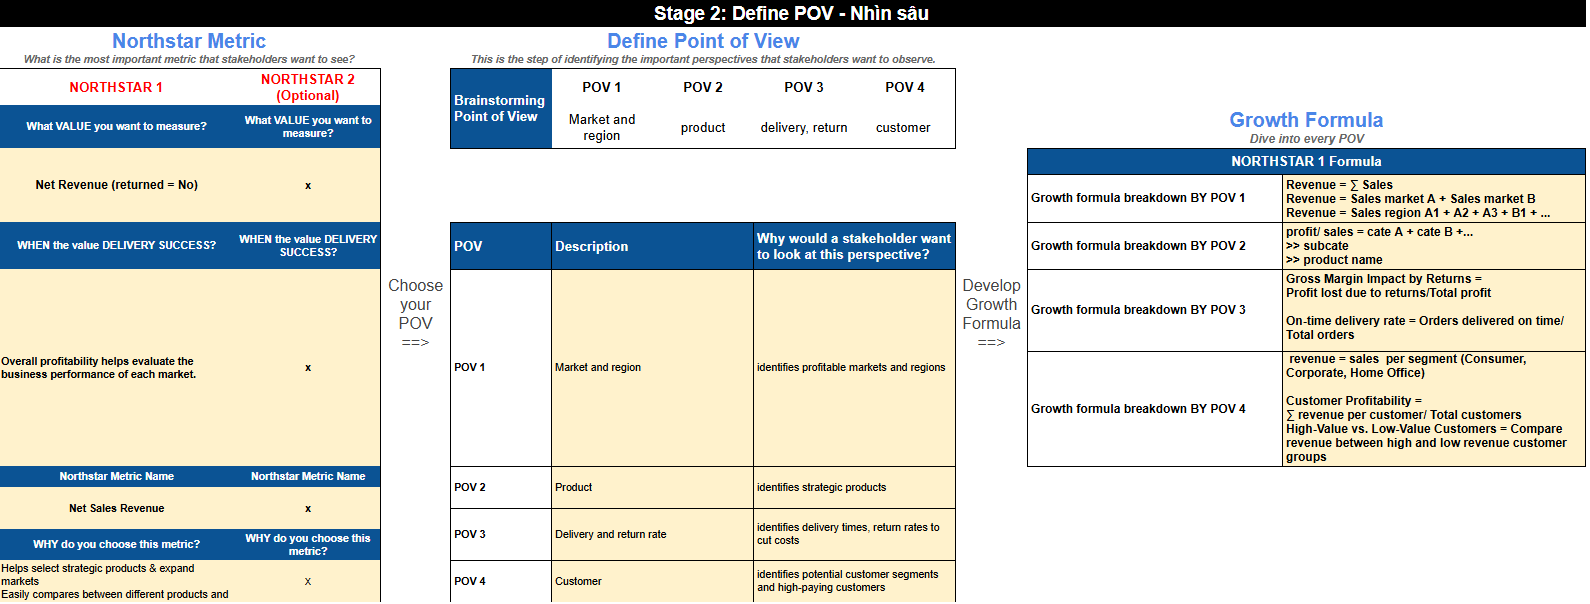 Stage 2: Define POV - Nhìn sâu
Northstar Metric
What is the most important metric that stakeholders want to see?
NORTHSTAR 1
NORTHSTAR 2
(Optional)
What VALUE you want to measure?
What VALUE you want to
measure?
Net Revenue (returned = No)
x
WHEN the value DELIVERY SUCCESS?
WHEN the value DELIVERY
SUCCESS?
Overall profitability helps evaluate the
business performance of each market.
x
Northstar Metric Name
Northstar Metric Name
Net Sales Revenue
x
WHY do you choose this metric?
WHY do you choose this
metric?
Helps select strategic products & expand
markets
Easily compares between different products and
X
Choose
your
POV
==>
Define Point of View
This is the step of identifying the important perspectives that stakeholders want to observe.
Brainstorming
Point of View
POV 1
POV 2
POV 3
POV 4
Market and
region
product
delivery, return
customer
POV
Description
Why would a stakeholder want
to look at this perspective?
POV 1
Market and region
identifies profitable markets and regions
POV 2
Product
identifies strategic products
POV 3
Delivery and return rate
identifies delivery times, return rates to
cut costs
POV 4
Customer
identifies potential customer segments
and high-paying customers
Develop
Growth
Formula
==>
Growth Formula
Dive into every POV
NORTHSTAR 1 Formula
Growth formula breakdown BY POV 1
Revenue = ∑ Sales
Revenue = Sales market A + Sales market B
Revenue = Sales region A1 + A2 + A3 + B1 + ...
Growth formula breakdown BY POV 2
profit/ sales = cate A + cate B +...
>> subcate
>> product name
Growth formula breakdown BY POV 3
Gross Margin Impact by Returns =
Profit lost due to returns/Total profit
On-time delivery rate = Orders delivered on time/
Total orders
Growth formula breakdown BY POV 4
revenue = sales  per segment (Consumer,
Corporate, Home Office)
Customer Profitability =
∑ revenue per customer/ Total customers
High-Value vs. Low-Value Customers = Compare
revenue between high and low revenue customer
groups